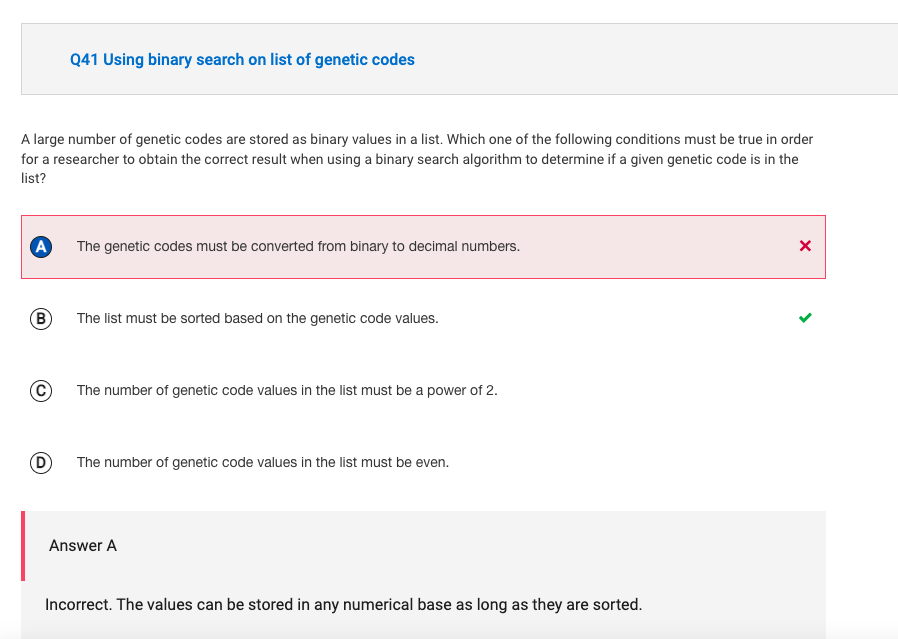 Q41 Using binary search on list of genetic codes
A large number of genetic codes are stored as binary values in a list. Which one of the following conditions must be true in order
for a researcher to obtain the correct result when using a binary search algorithm to determine if a given genetic code is in the
list?
A The genetic codes must be converted from binary to decimal numbers.
B The list must be sorted based on the genetic code values.
C The number of genetic code values in the list must be a power of 2.
D The number of genetic code values in the list must be even.
Answer A
Incorrect. The values can be stored in any numerical base as long as they are sorted.